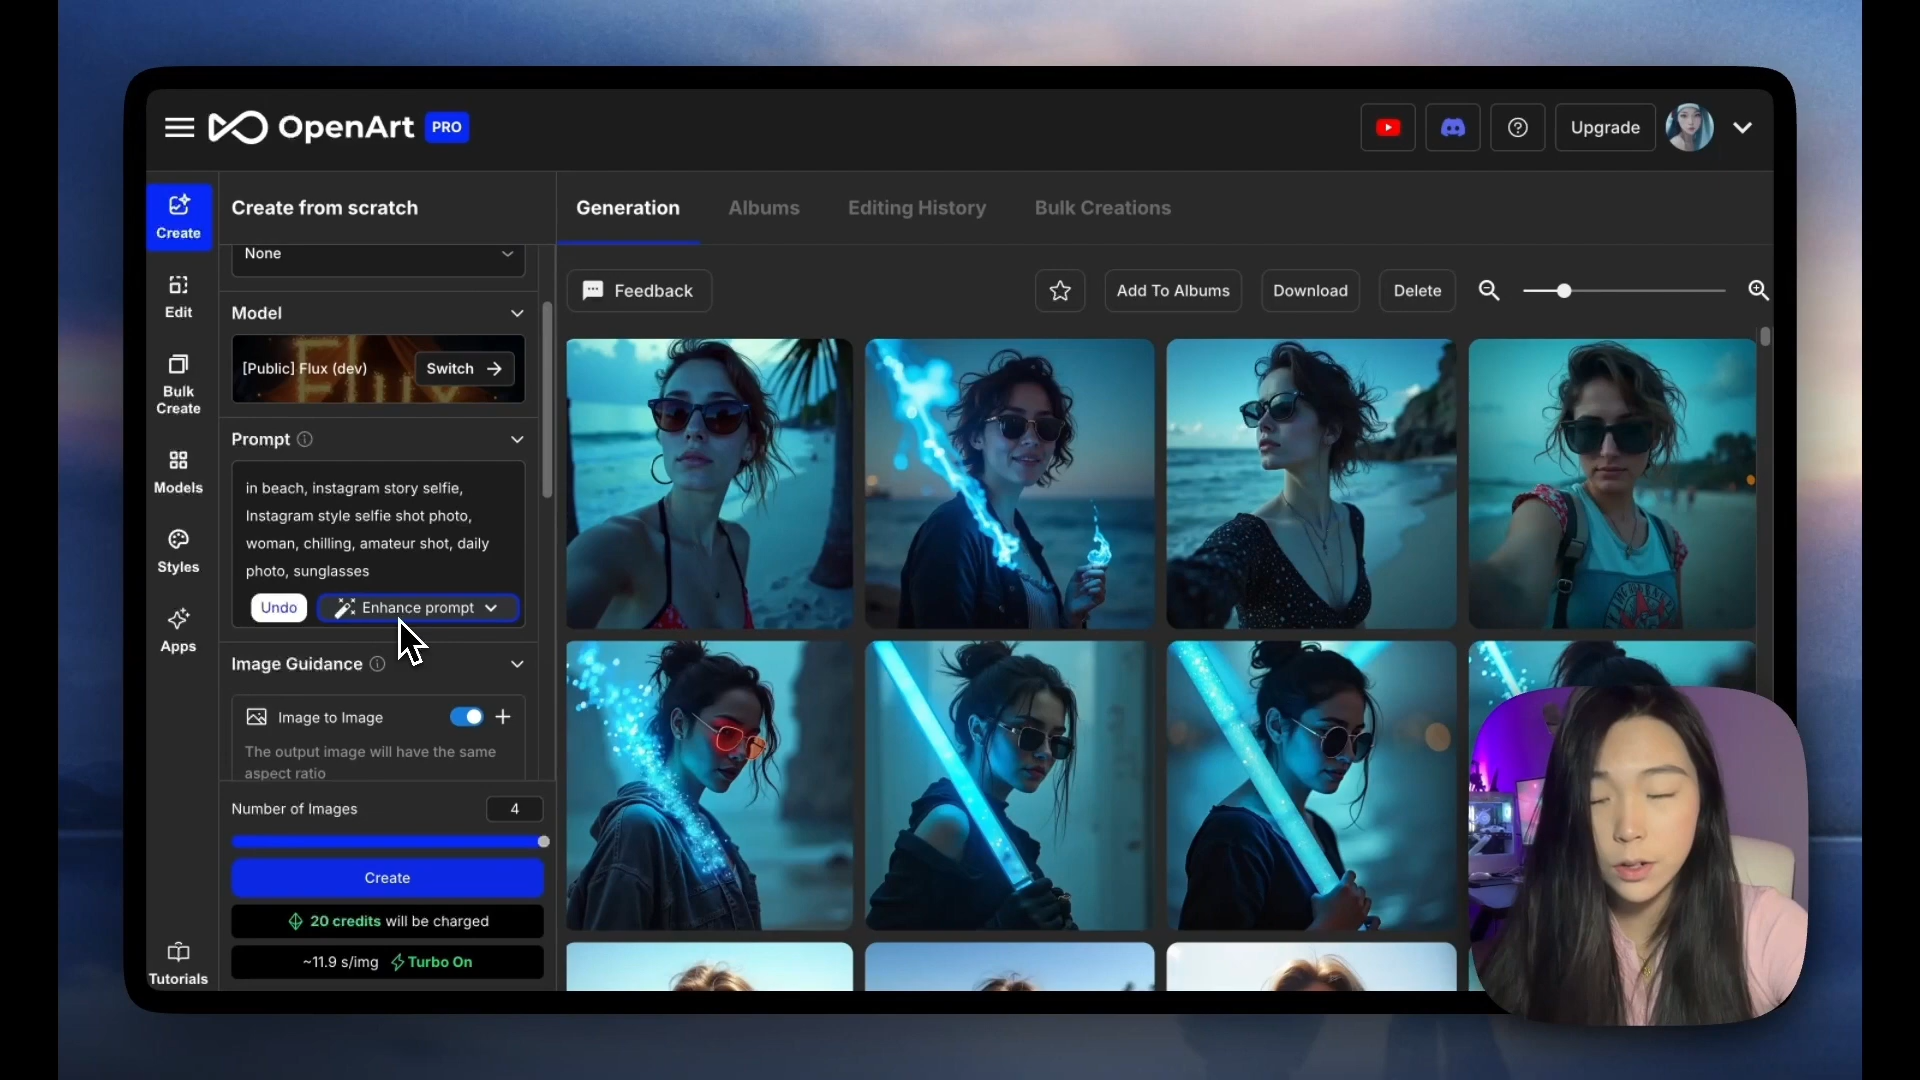 OpenArt PRO
Upgrade
Create
Edit
Bulk
Create
Models
Styles
Apps
Tutorials
Create from scratch
None
Model
[Public] Flux (dev)
Switch
Prompt
in beach, instagram story selfie,
Instagram style selfie shot photo,
woman, chilling, amateur shot, daily
photo, sunglasses
Undo
Enhance prompt
Image Guidance
Image to Image
The output image will have the same
aspect ratio
Number of Images
4
Create
20 credits will be charged
~11.9 s/img Turbo On
Generation
Albums
Editing History
Bulk Creations
Feedback
Add To Albums
Download
Delete